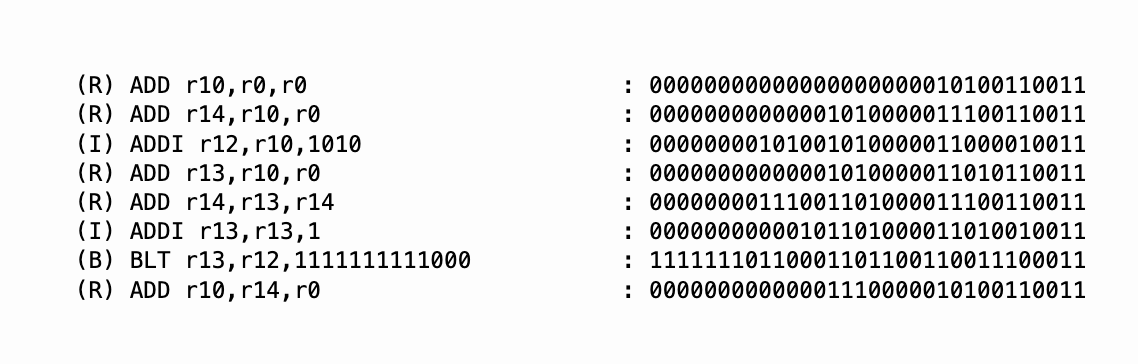 (R) ADD r10,r0,r0 : 00000000000000000000010100110011
(R) ADD r14,r10,r0 : 00000000000001010000011100110011
(I) ADDI r12,r10,1010 : 00000000101001010000011000010011
(R) ADD r13,r10,r0 : 00000000000001010000011010110011
(R) ADD r14,r13,r14 : 00000000111001101000011100110011
(I) ADDI r13,r13,1 : 00000000000101101000011010010011
(B) BLT r13,r12,1111111111000 : 11111110110001101100110011100011
(R) ADD r10,r14,r0 : 00000000000001110000010100110011